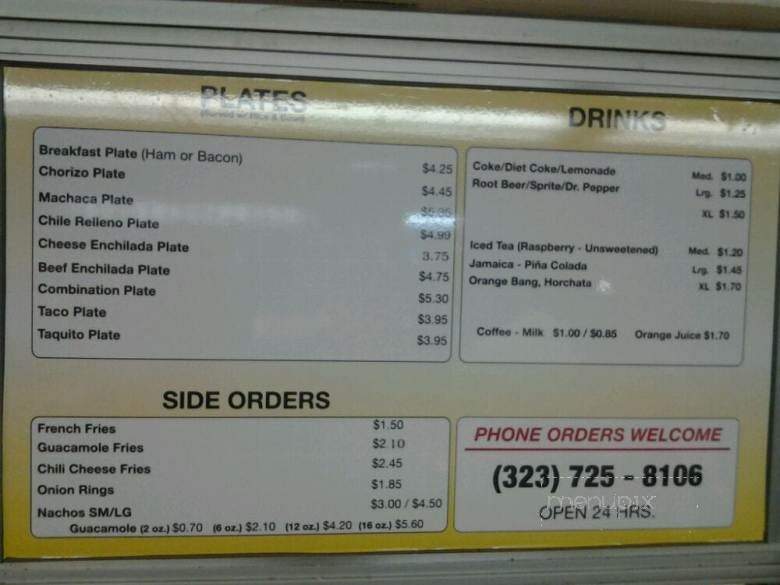 PLATES
(Served w/ Rice & Bean)
Breakfast Plate (Ham or Bacon) $4.25
Chorizo Plate $4.45
Machaca Plate
Chile Relleno Plate $4.99
Cheese Enchilada Plate 3.75
Beef Enchilada Plate $4.75
Combination Plate $5.30
Taco Plate $3.95
Taquito Plate $3.95
SIDE ORDERS
French Fries $1.50
Guacamole Fries $2.10
Chili Cheese Fries $2.45
Onion Rings $1.85
Nachos SM/LG $3.00 / $4.50
Guacamole (2 oz.) $0.70 (6 oz.) $2.10 (12 oz.) $4.20 (16 oz.) $5.60
DRINKS
Coke/Diet Coke/Lemonade Med. $1.00
Root Beer/Sprite/Dr. Pepper Lrg. $1.25
XL $1.50
Iced Tea (Raspberry - Unsweetened) Med. $1.20
Jamaica - Piña Colada Lrg. $1.45
Orange Bang, Horchata XL $1.70
Coffee - Milk $1.00 / $0.85 Orange Juice $1.70
PHONE ORDERS WELCOME
(323) 725 - 8106
menupix
OPEN 24 HRS.